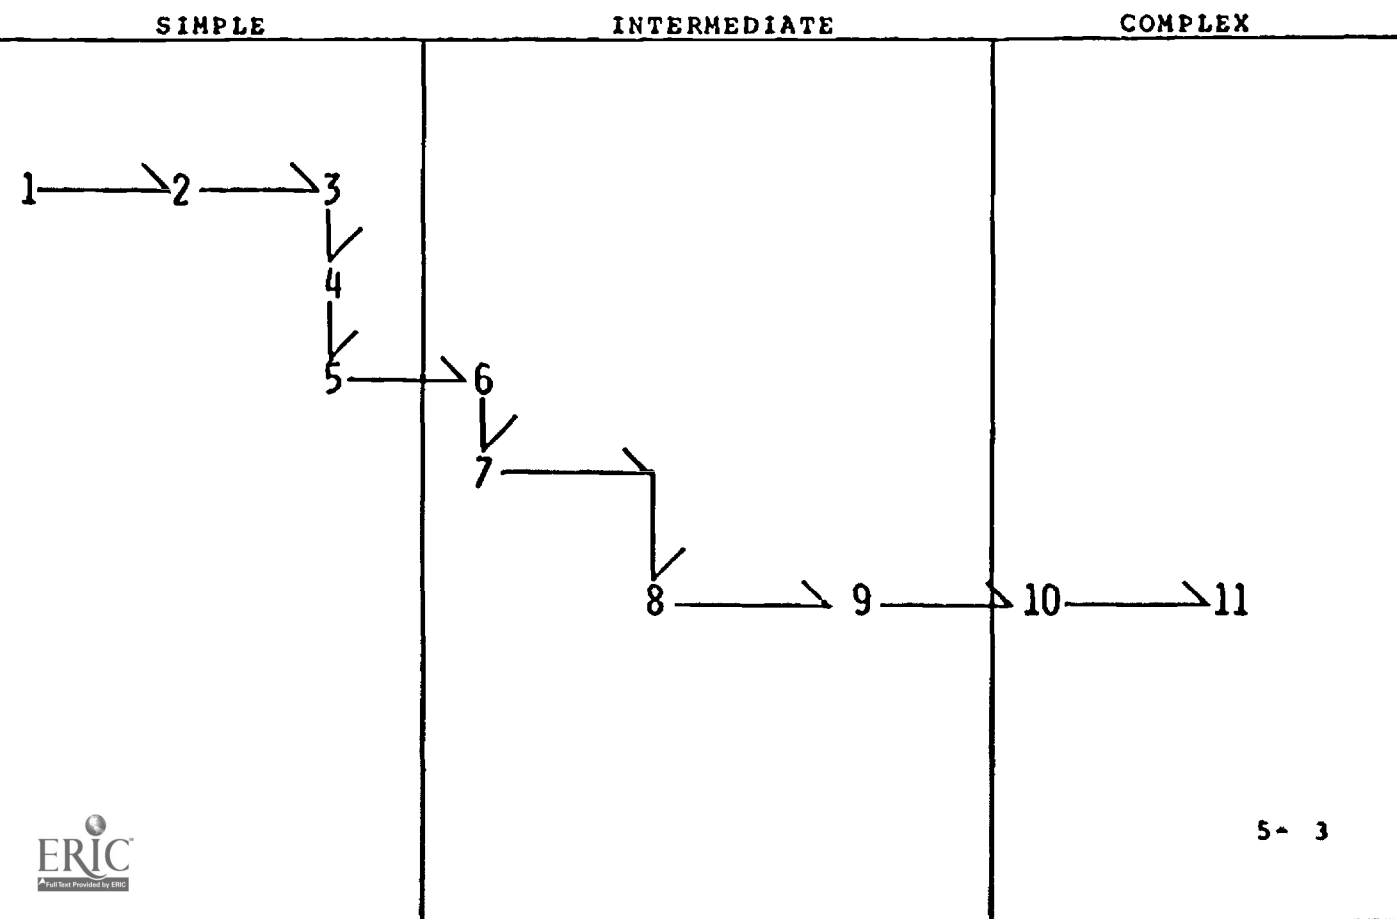 SIMPLE INTERMEDIATE COMPLEX
1 2 3
4
5 6
7
8 9 10 11
5- 3
ERIC
Full Text Provided by ERIC